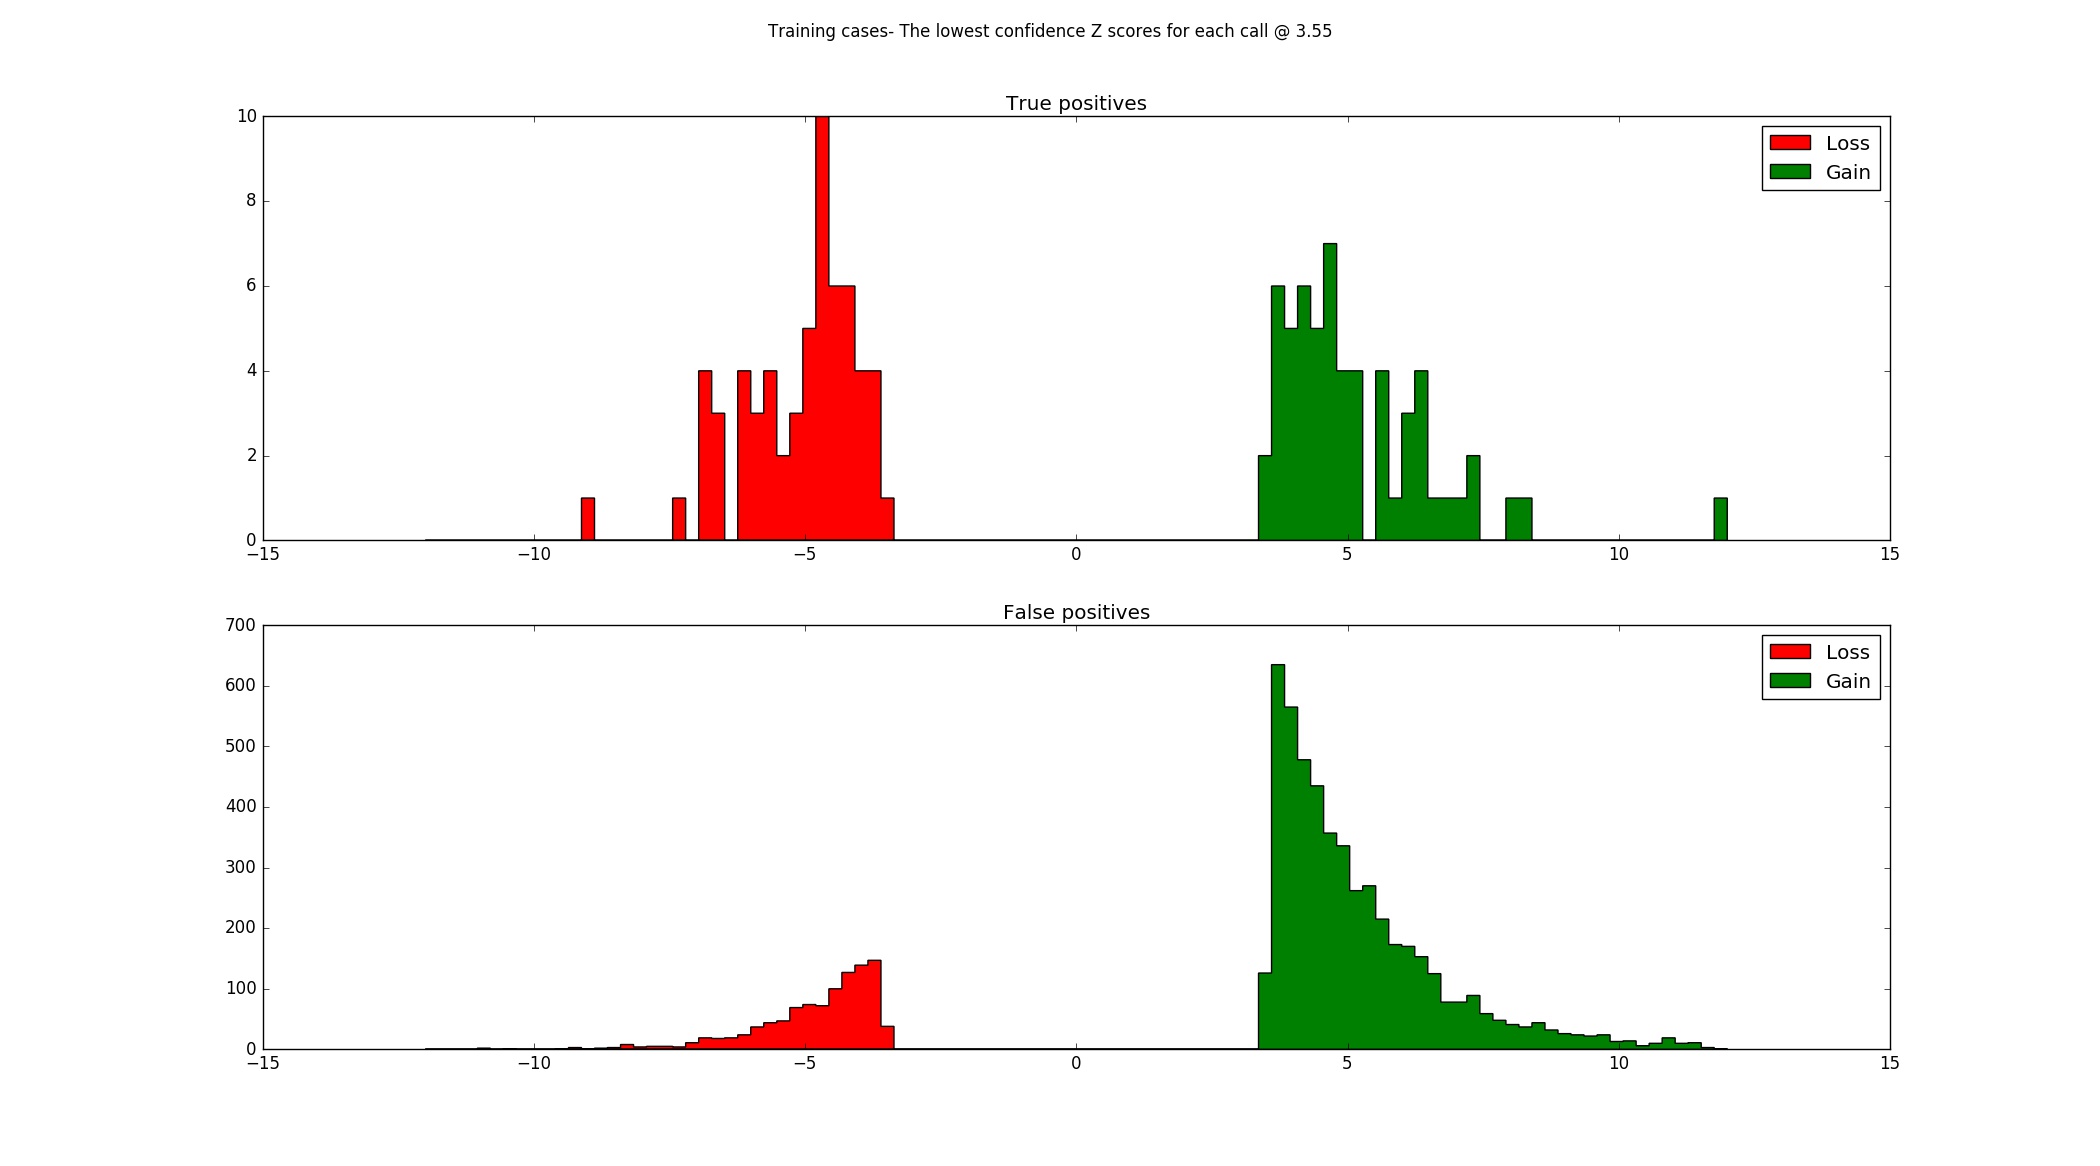 Training cases- The lowest confidence Z scores for each call @ 3.55
True positives
10
8
6
4
2
0
Loss
Gain
−15 −10 −5 0 5 10 15
False positives
700
600
500
400
300
200
100
0
Loss
Gain
−15 −10 −5 0 5 10 15